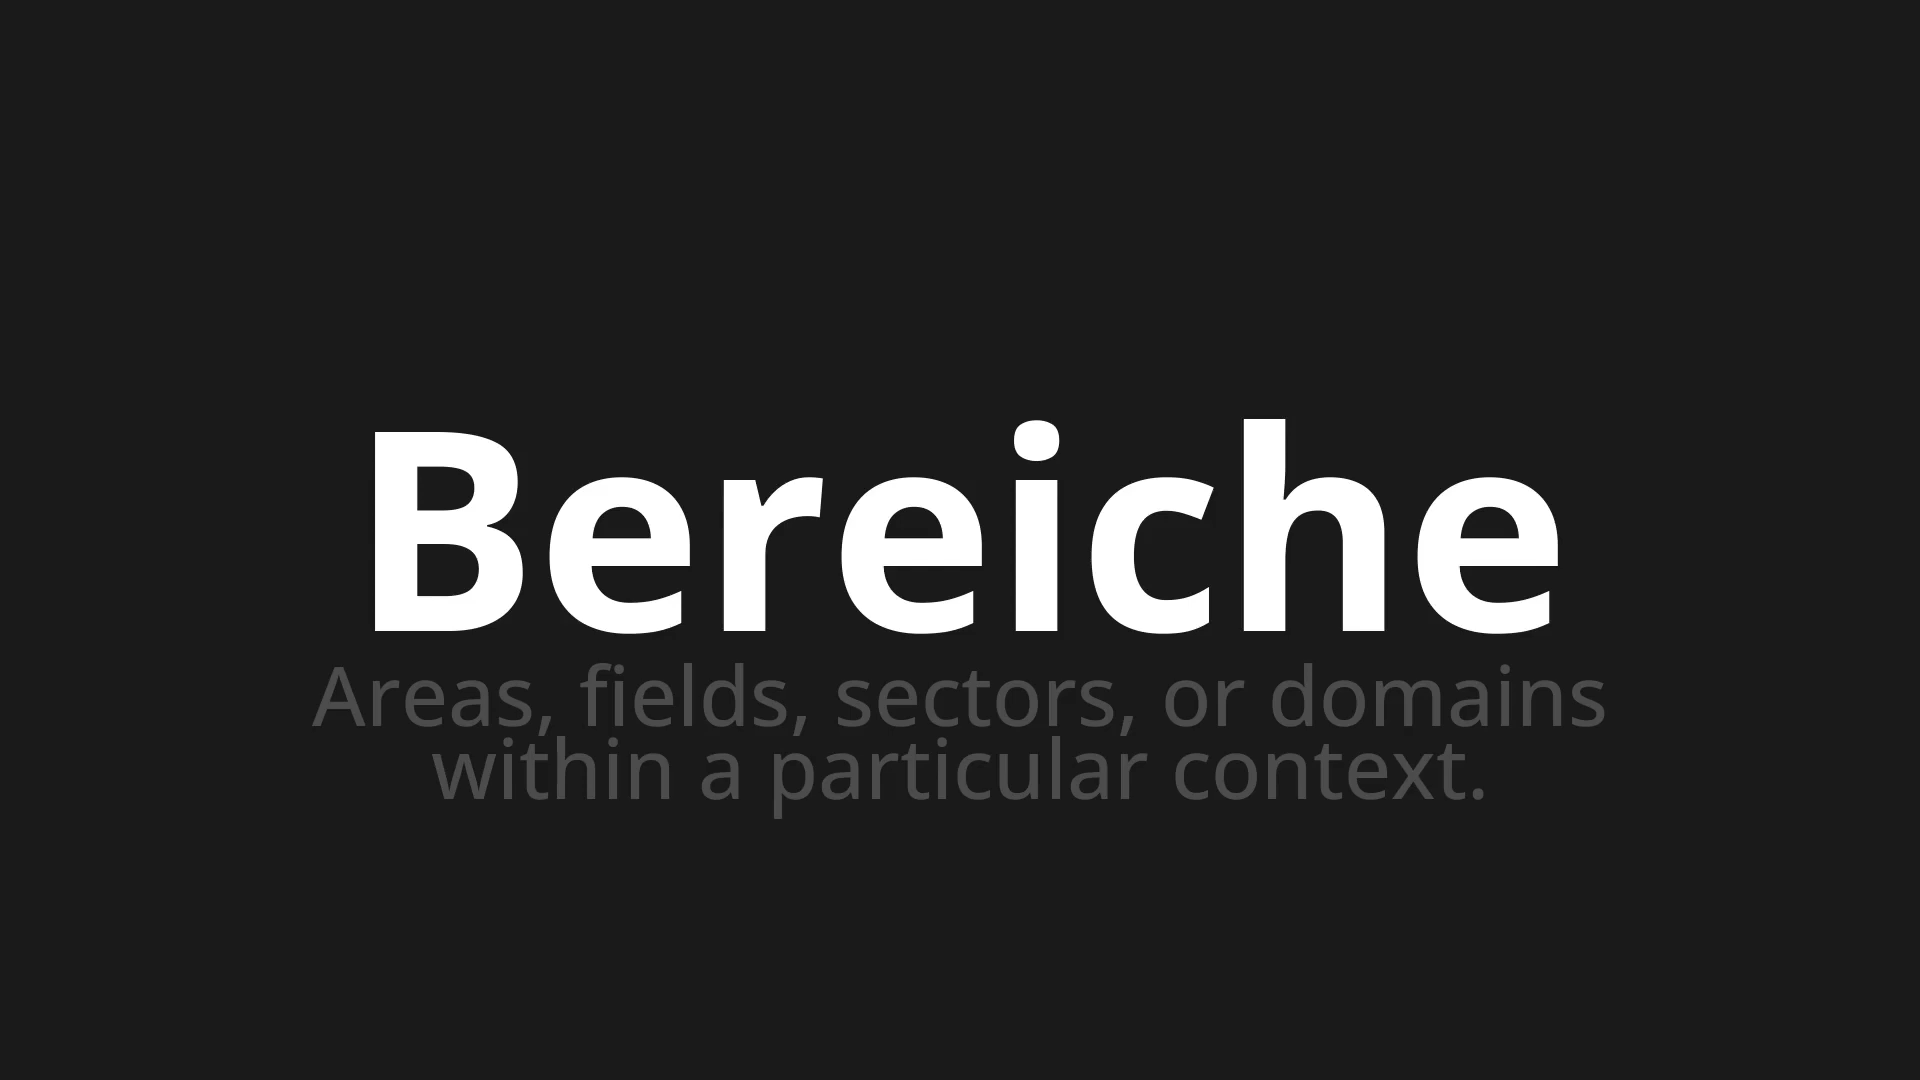 Bereiche
Areas, fields, sectors, or domains
within a particular context.